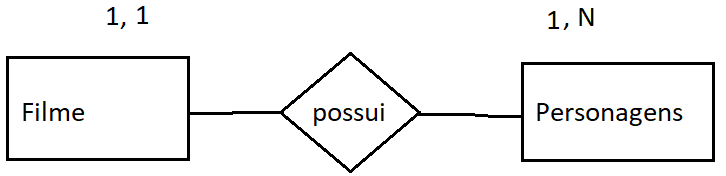 1, 1
1, N
Filme
possui
Personagens